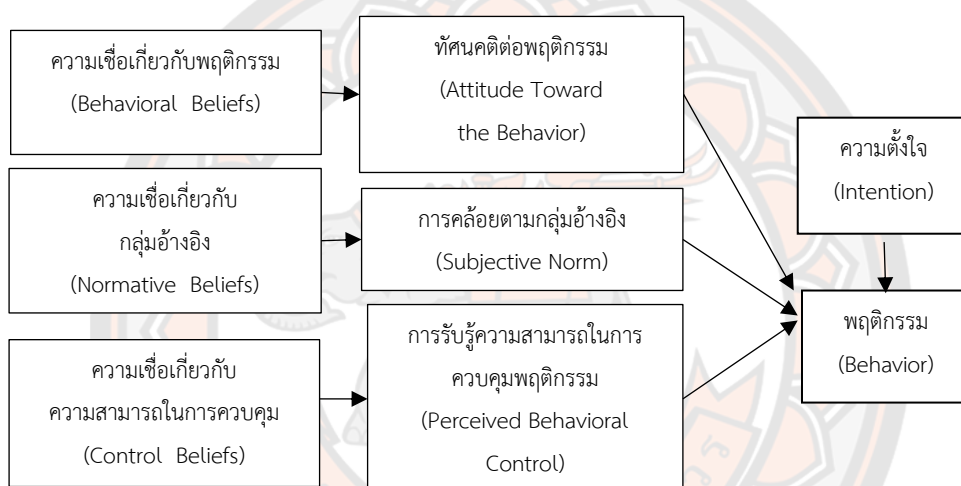 ความเชื่อเกี่ยวกับพฤติกรรม
(Behavioral Beliefs)
ทัศนคติต่อพฤติกรรม
(Attitude Toward
the Behavior)
ความตั้งใจ
(Intention)
ความเชื่อเกี่ยวกับ
กลุ่มอ้างอิง
(Normative Beliefs)
การคล้อยตามกลุ่มอ้างอิง
(Subjective Norm)
พฤติกรรม
(Behavior)
ความเชื่อเกี่ยวกับ
ความสามารถในการควบคุม
(Control Beliefs)
การรับรู้ความสามารถในการ
ควบคุมพฤติกรรม
(Perceived Behavioral
Control)